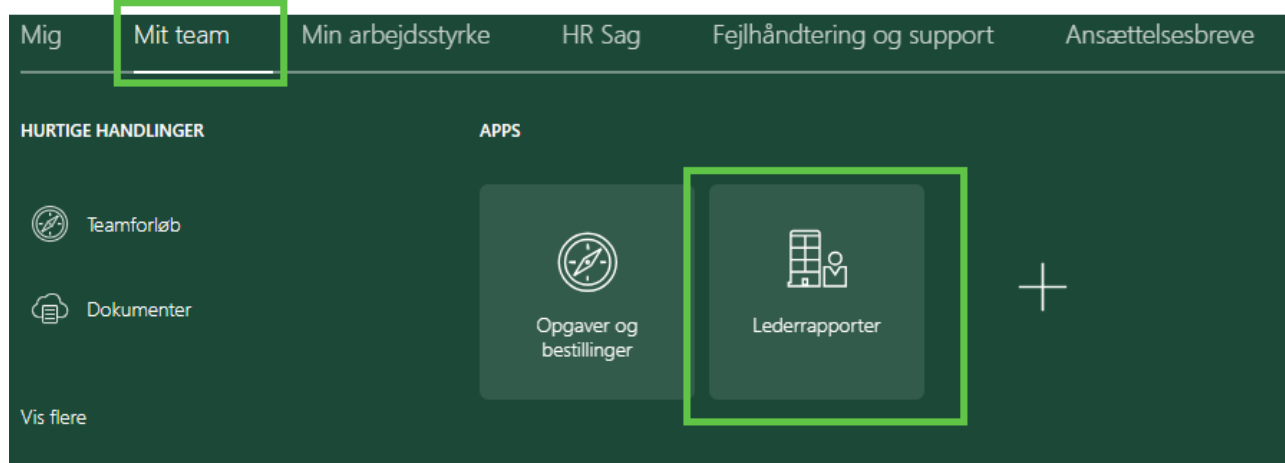 Mig Mit team Min arbejdsstyrke HR Sag Fejlhåndtering og support Ansættelsesbreve
HURTIGE HANDLINGER
Teamforløb
Dokumenter
Vis flere
APPS
Opgaver og
bestillinger
Lederrapporter